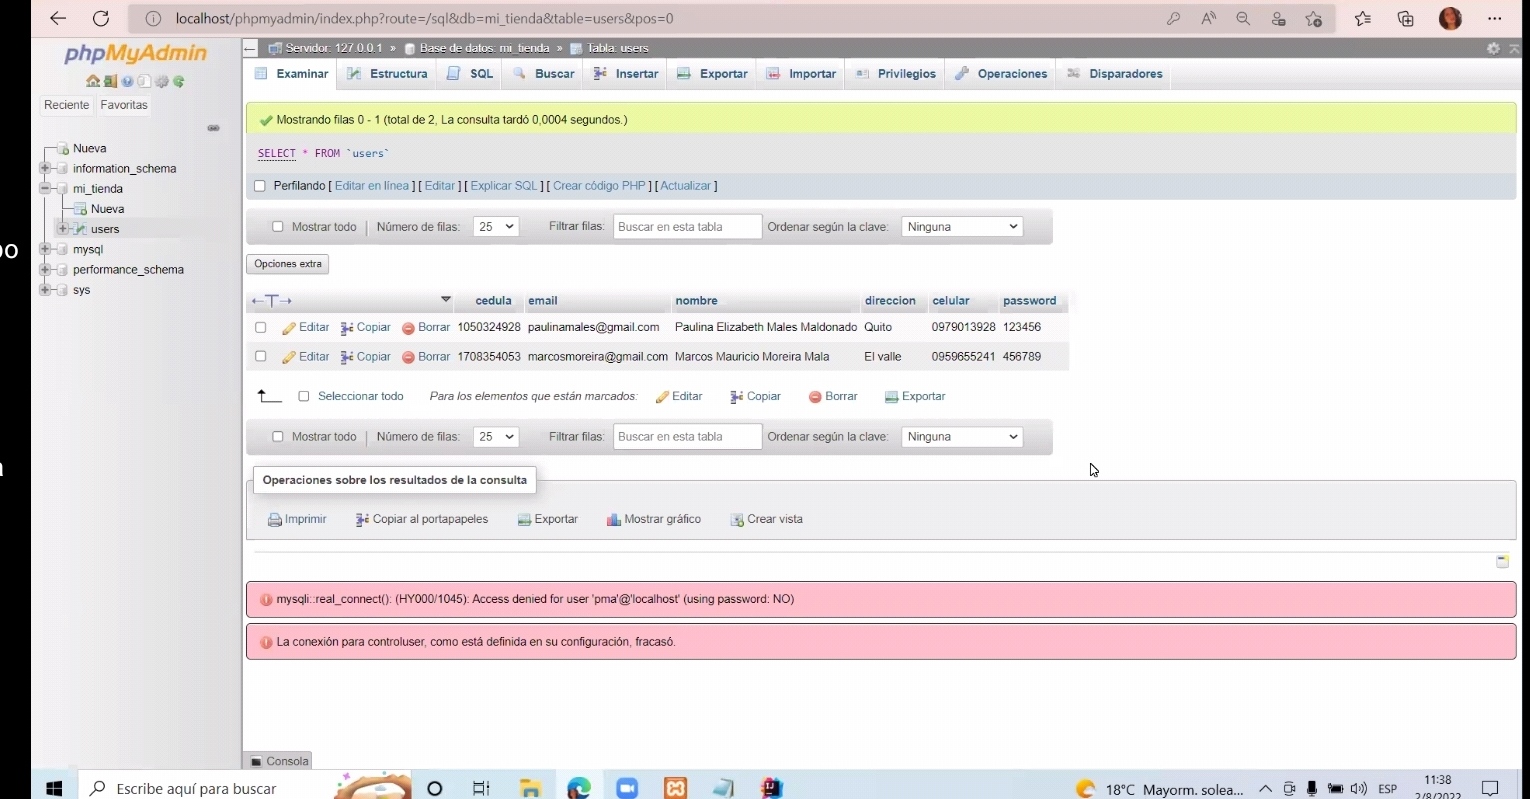 localhost/phpmyadmin/index.php?route=/sql&db=mi_tienda&table=users&pos=0
phpMyAdmin
Reciente Favoritas
Nueva
information_schema
mi_tienda
Nueva
users
mysql
performance_schema
sys
Servidor: 127.0.0.1 » Base de datos: mi_tienda » Tabla: users
Examinar Estructura SQL Buscar Insertar Exportar Importar Privilegios Operaciones Disparadores
Mostrando filas 0 - 1 (total de 2, La consulta tardó 0,0004 segundos.)
SELECT * FROM `users`
Perfilando [ Editar en línea ] [ Editar ] [ Explicar SQL ] [ Crear código PHP ] [ Actualizar ]
Mostrar todo | Número de filas: 25 Filtrar filas: Buscar en esta tabla Ordenar según la clave: Ninguna
Opciones extra
←T→ cedula email nombre direccion celular password
Editar Copiar Borrar 1050324928 paulinamales@gmail.com Paulina Elizabeth Males Maldonado Quito 0979013928 123456
Editar Copiar Borrar 1708354053 marcosmoreira@gmail.com Marcos Mauricio Moreira Mala El valle 0959655241 456789
Seleccionar todo Para los elementos que están marcados: Editar Copiar Borrar Exportar
Mostrar todo | Número de filas: 25 Filtrar filas: Buscar en esta tabla Ordenar según la clave: Ninguna
Operaciones sobre los resultados de la consulta
Imprimir Copiar al portapapeles Exportar Mostrar gráfico Crear vista
mysqli::real_connect(): (HY000/1045): Access denied for user 'pma'@'localhost' (using password: NO)
La conexión para controluser, como está definida en su configuración, fracasó.
Consola
Escribe aquí para buscar
18°C Mayorm. solea... ESP
11:38
2/8/2022